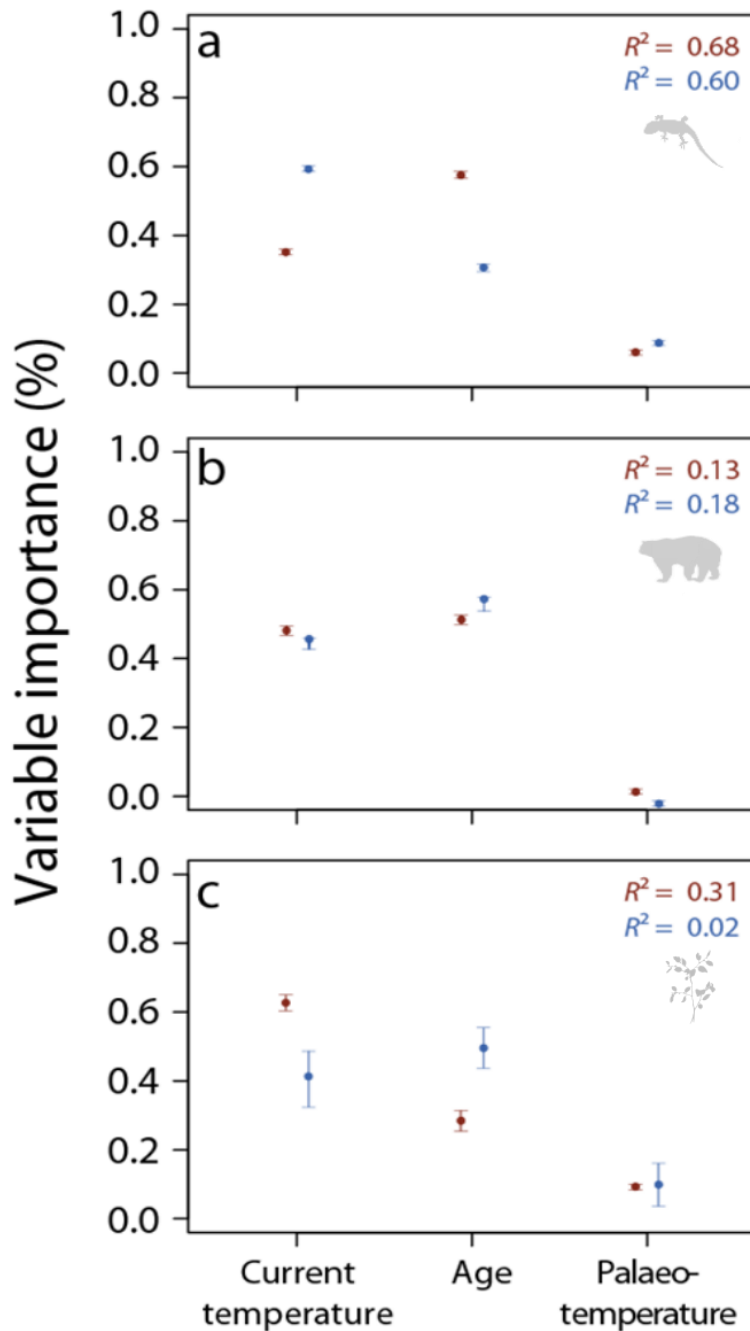 Variable importance (%)
a
R² = 0.68
R² = 0.60
1.0
0.8
0.6
0.4
0.2
0.0
b
R² = 0.13
R² = 0.18
1.0
0.8
0.6
0.4
0.2
0.0
c
R² = 0.31
R² = 0.02
1.0
0.8
0.6
0.4
0.2
0.0
Current Age Palaeo-
temperature temperature